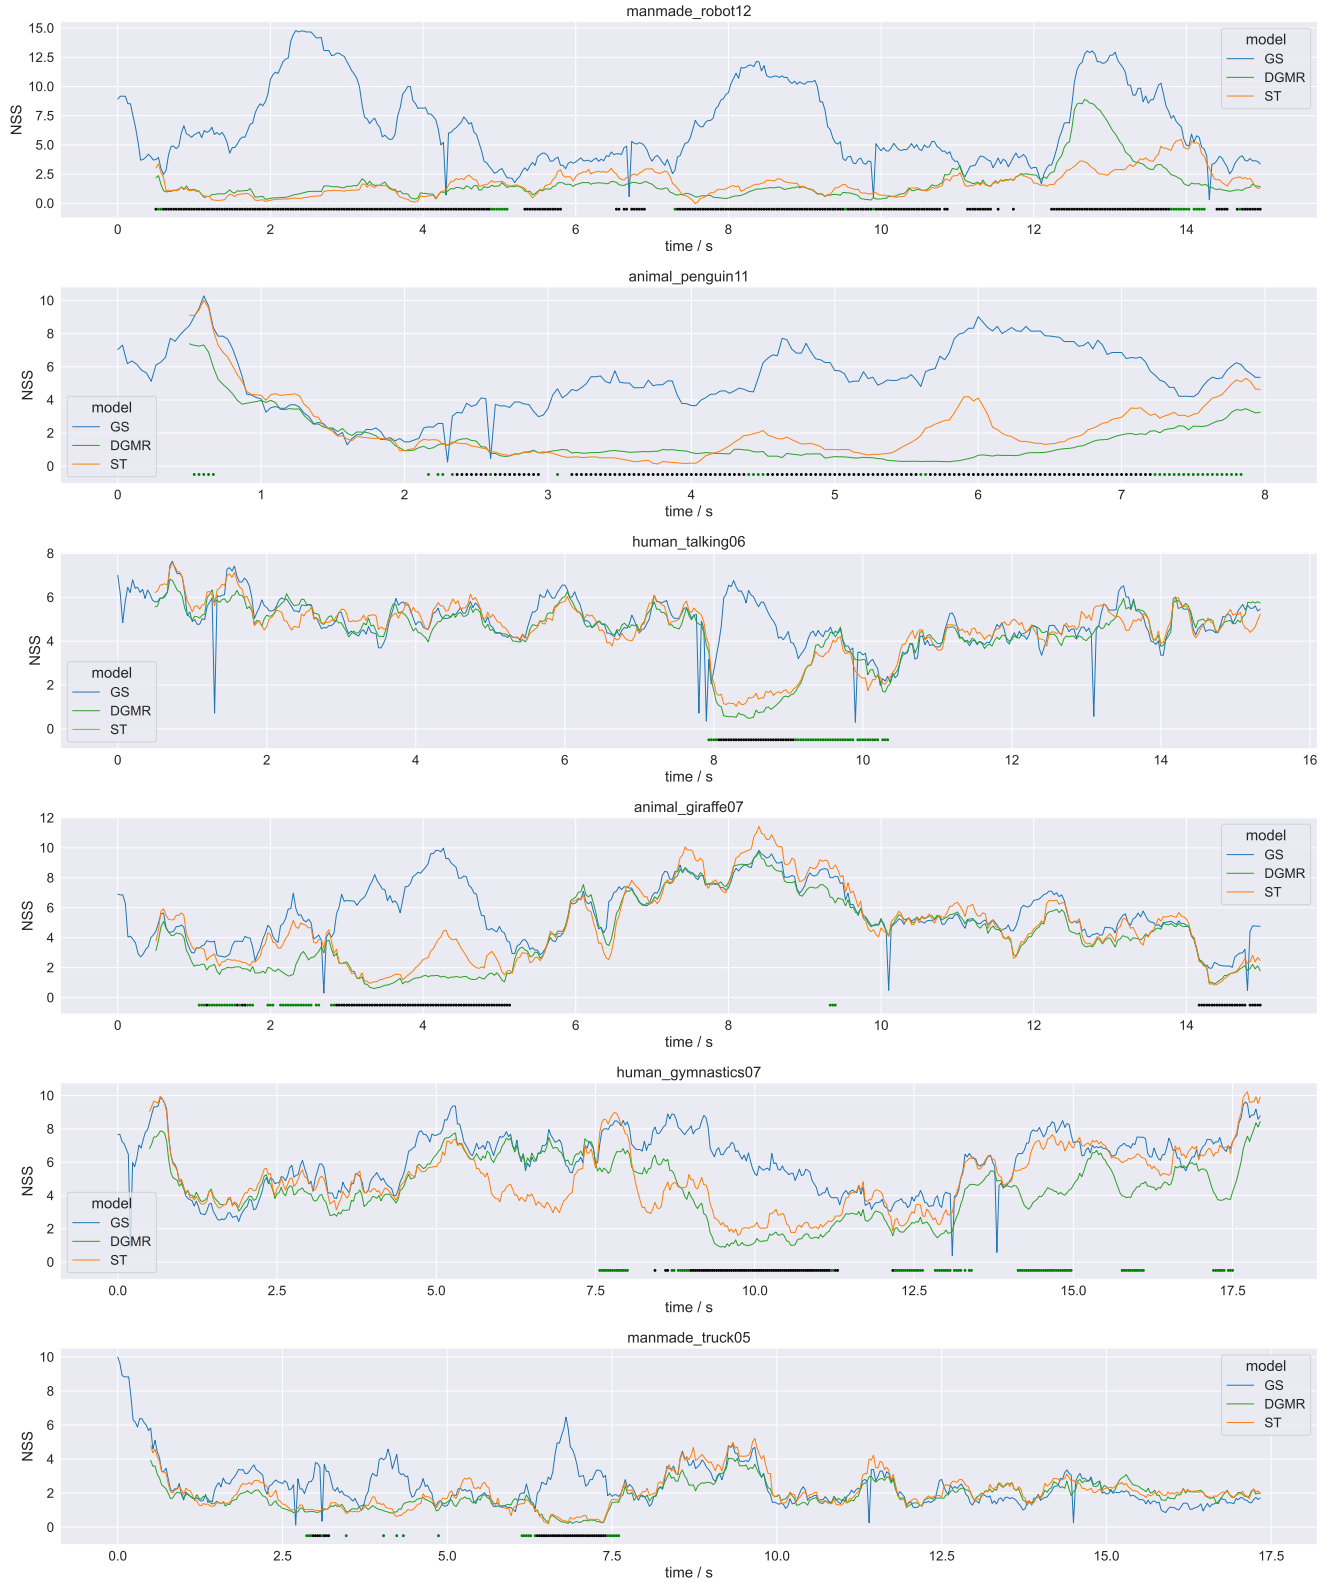 manmade_robot12
15.0
12.5
10.0
7.5
5.0
2.5
0.0
NSS
model
GS
DGMR
ST
0 2 4 6 8 10 12 14
time / s
animal_penguin11
10
8
6
4
2
0
NSS
model
GS
DGMR
ST
0 1 2 3 4 5 6 7 8
time / s
human_talking06
8
6
4
2
0
NSS
model
GS
DGMR
ST
0 2 4 6 8 10 12 14 16
time / s
animal_giraffe07
12
10
8
6
4
2
0
NSS
model
GS
DGMR
ST
0 2 4 6 8 10 12 14
time / s
human_gymnastics07
10
8
6
4
2
0
NSS
model
GS
DGMR
ST
0.0 2.5 5.0 7.5 10.0 12.5 15.0 17.5
time / s
manmade_truck05
10
8
6
4
2
0
NSS
model
GS
DGMR
ST
0.0 2.5 5.0 7.5 10.0 12.5 15.0 17.5
time / s